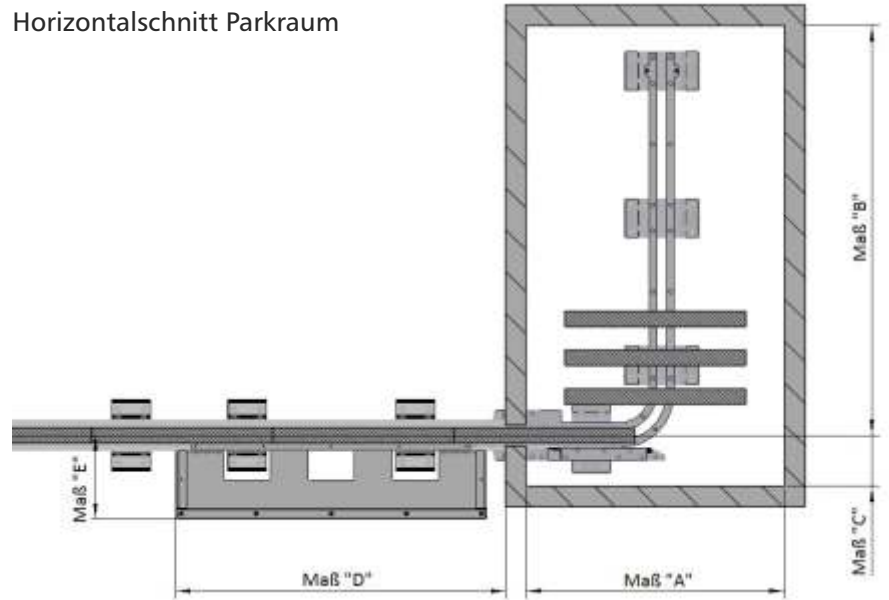 Horizontalschnitt Parkraum
Maß "B"
Maß "E"
Maß "C"
Maß "D"
Maß "A"